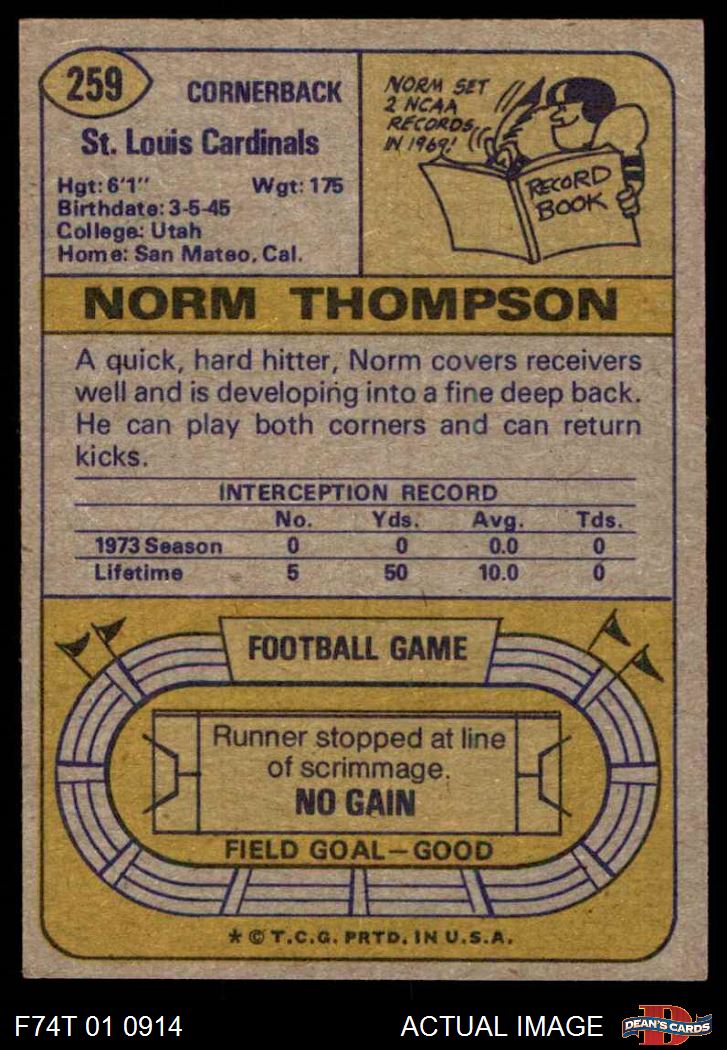 259
CORNERBACK
St. Louis Cardinals
Hgt: 6'1" Wgt: 175
Birthdate: 3-5-45
College: Utah
Home: San Mateo, Cal.
NORM SET
2 NCAA
RECORDS
IN 1969!
RECORD
BOOK
NORM THOMPSON
A quick, hard hitter, Norm covers receivers
well and is developing into a fine deep back.
He can play both corners and can return
kicks.
INTERCEPTION RECORD
No. Yds. Avg. Tds.
1973 Season 0 0 0.0 0
Lifetime 5 50 10.0 0
FOOTBALL GAME
Runner stopped at line
of scrimmage.
NO GAIN
FIELD GOAL—GOOD
* © T.C.G. PRTD. IN U.S.A.
F74T 01 0914 ACTUAL IMAGE
D
DEAN'S CARDS